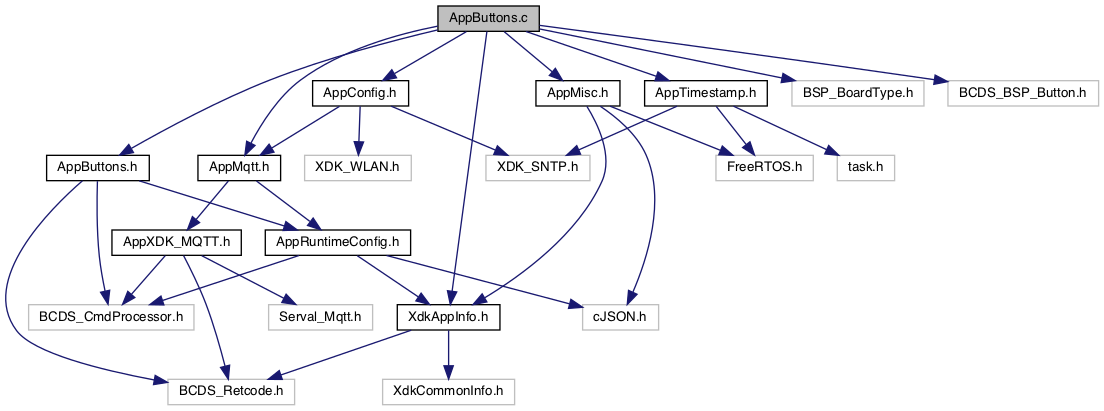 AppButtons.c
AppConfig.h
AppMisc.h
AppTimestamp.h
BSP_BoardType.h
BCDS_BSP_Button.h
AppButtons.h
AppMqtt.h
XDK_WLAN.h
XDK_SNTP.h
FreeRTOS.h
task.h
AppXDK_MQTT.h
AppRuntimeConfig.h
BCDS_CmdProcessor.h
Serval_Mqtt.h
XdkAppInfo.h
cJSON.h
BCDS_Retcode.h
XdkCommonInfo.h